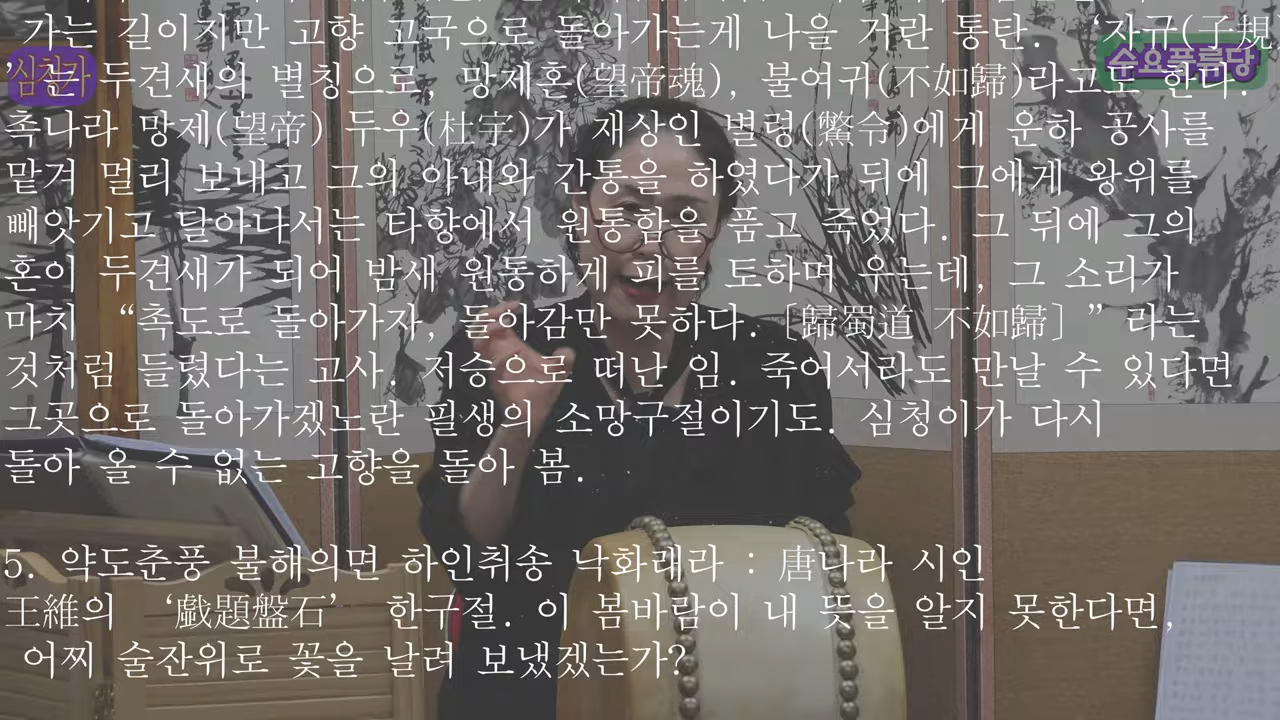 가는 길이지만 고향 고국으로 돌아가는게 나을 거란 통탄. ‘자규(子規
’는 두견새의 별칭으로, 망제혼(望帝魂), 불여귀(不如歸)라고도 한다.
심청가
수요풍류당
촉나라 망제(望帝) 두우(杜宇)가 재상인 별령(鱉令)에게 운하 공사를
맡겨 멀리 보내고 그의 아내와 간통을 하였다가 뒤에 그에게 왕위를
빼앗기고 달아나서는 타향에서 원통함을 품고 죽었다. 그 뒤에 그의
혼이 두견새가 되어 밤새 원통하게 피를 토하며 우는데, 그 소리가
마치 “촉도로 돌아가자, 돌아감만 못하다.［歸蜀道 不如歸］”라는
것처럼 들렸다는 고사. 저승으로 떠난 임. 죽어서라도 만날 수 있다면
그곳으로 돌아가겠노란 필생의 소망구절이기도. 심청이가 다시
돌아 올 수 없는 고향을 돌아 봄.
5. 약도춘풍 불해의면 하인취송 낙화래라 : 唐나라 시인
王維의 ‘戱題盤石’ 한구절. 이 봄바람이 내 뜻을 알지 못한다면,
어찌 술잔위로 꽃을 날려 보냈겠는가?